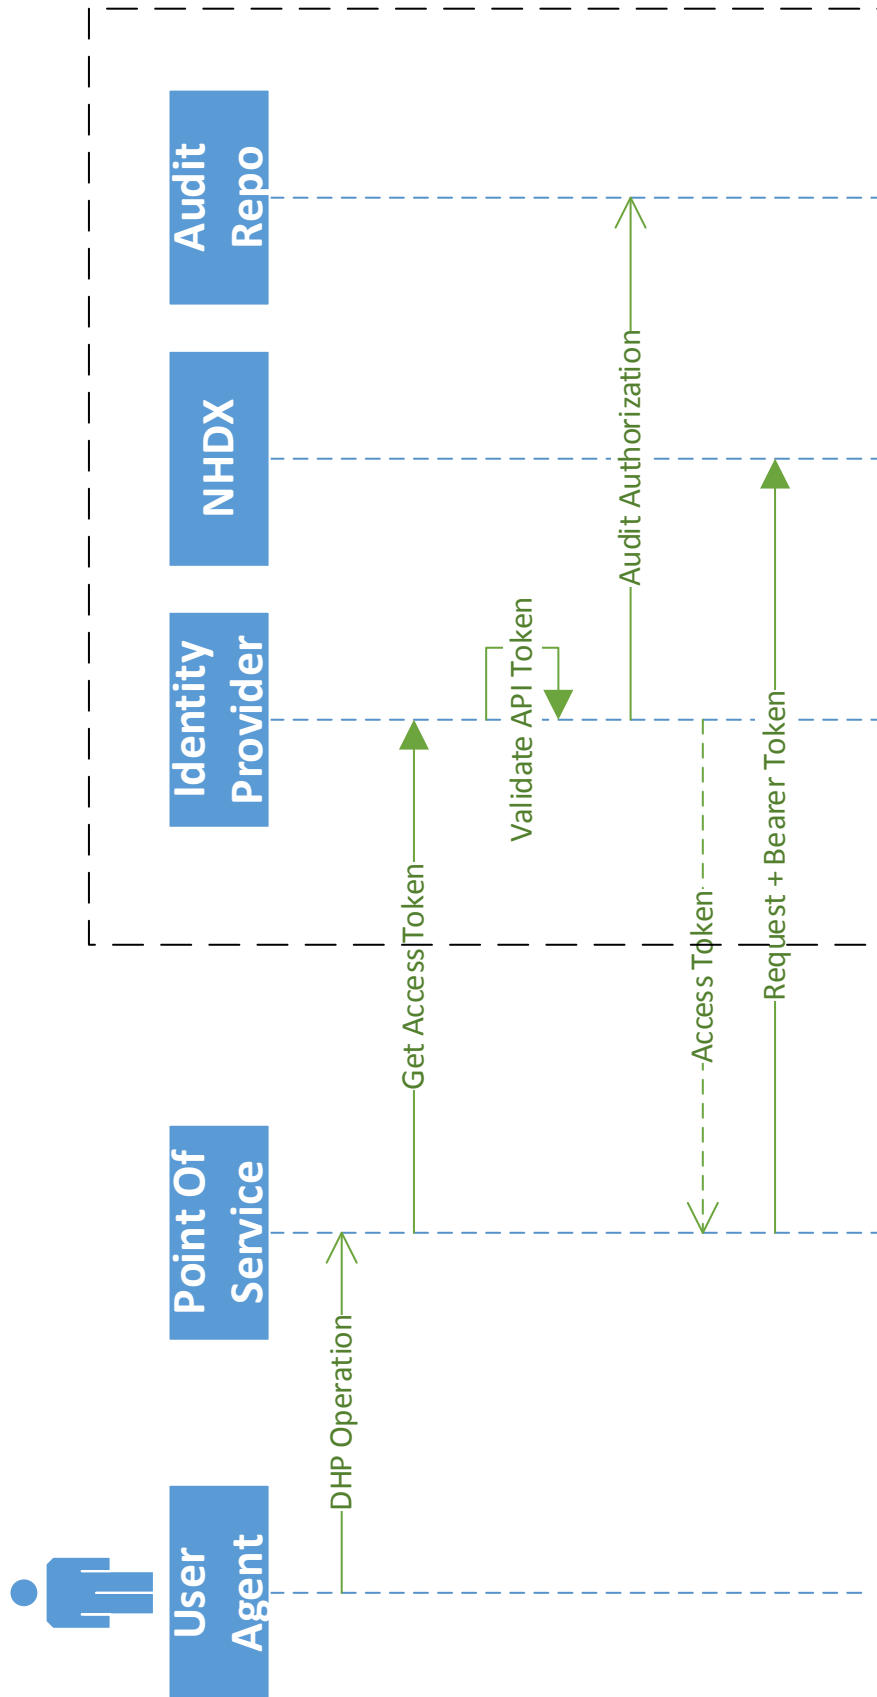 User
Agent
Point Of
Service
Identity
Provider
NHDX
Audit
Repo
DHP Operation
Get Access Token
Validate API Token
Audit Authorization
Access Token
Request + Bearer Token